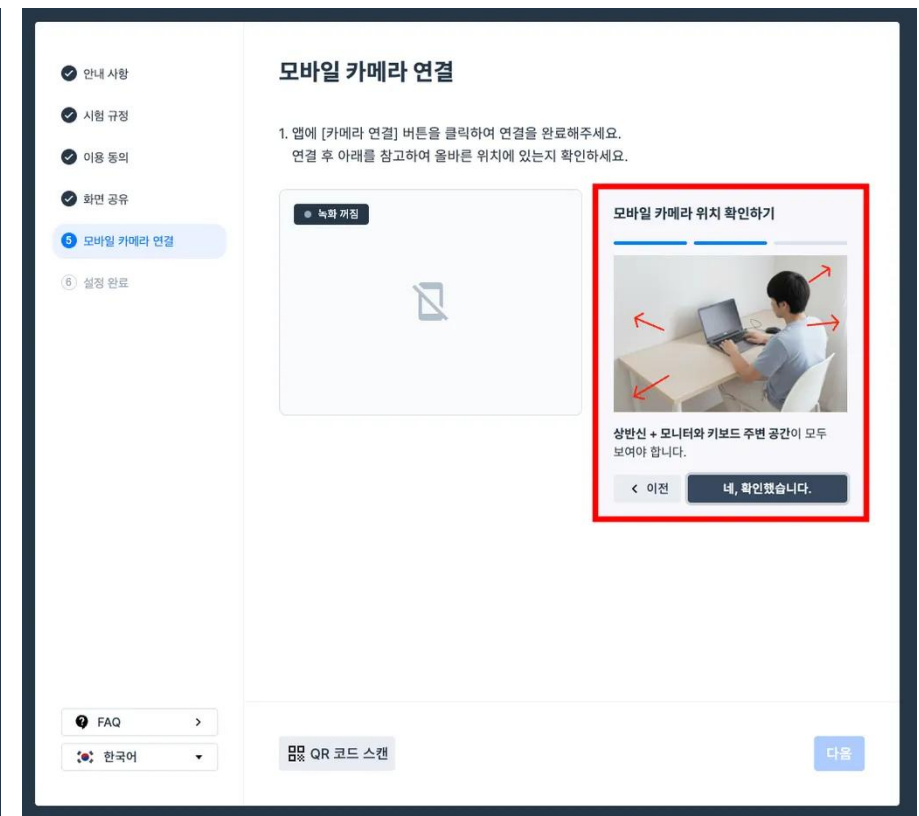 안내 사항
시험 규정
이용 동의
화면 공유
5 모바일 카메라 연결
6 설정 완료
FAQ
한국어
모바일 카메라 연결
1. 앱에 [카메라 연결] 버튼을 클릭하여 연결을 완료해주세요.
연결 후 아래를 참고하여 올바른 위치에 있는지 확인하세요.
녹화 꺼짐
모바일 카메라 위치 확인하기
상반신 + 모니터와 키보드 주변 공간이 모두
보여야 합니다.
이전
네, 확인했습니다.
QR 코드 스캔
다음